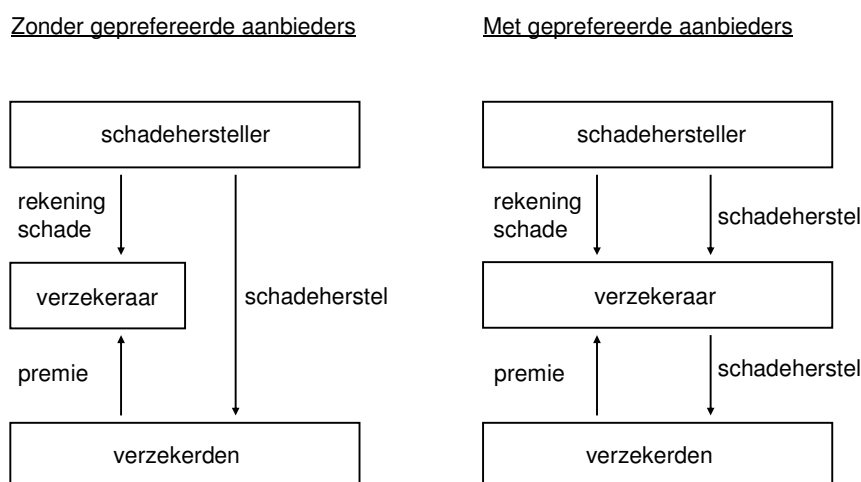 Zonder geprefereerde aanbieders
schadehersteller
rekening
schade
verzekeraar
schadeherstel
premie
verzekerden
Met geprefereerde aanbieders
schadehersteller
rekening
schade
schadeherstel
verzekeraar
premie
schadeherstel
verzekerden